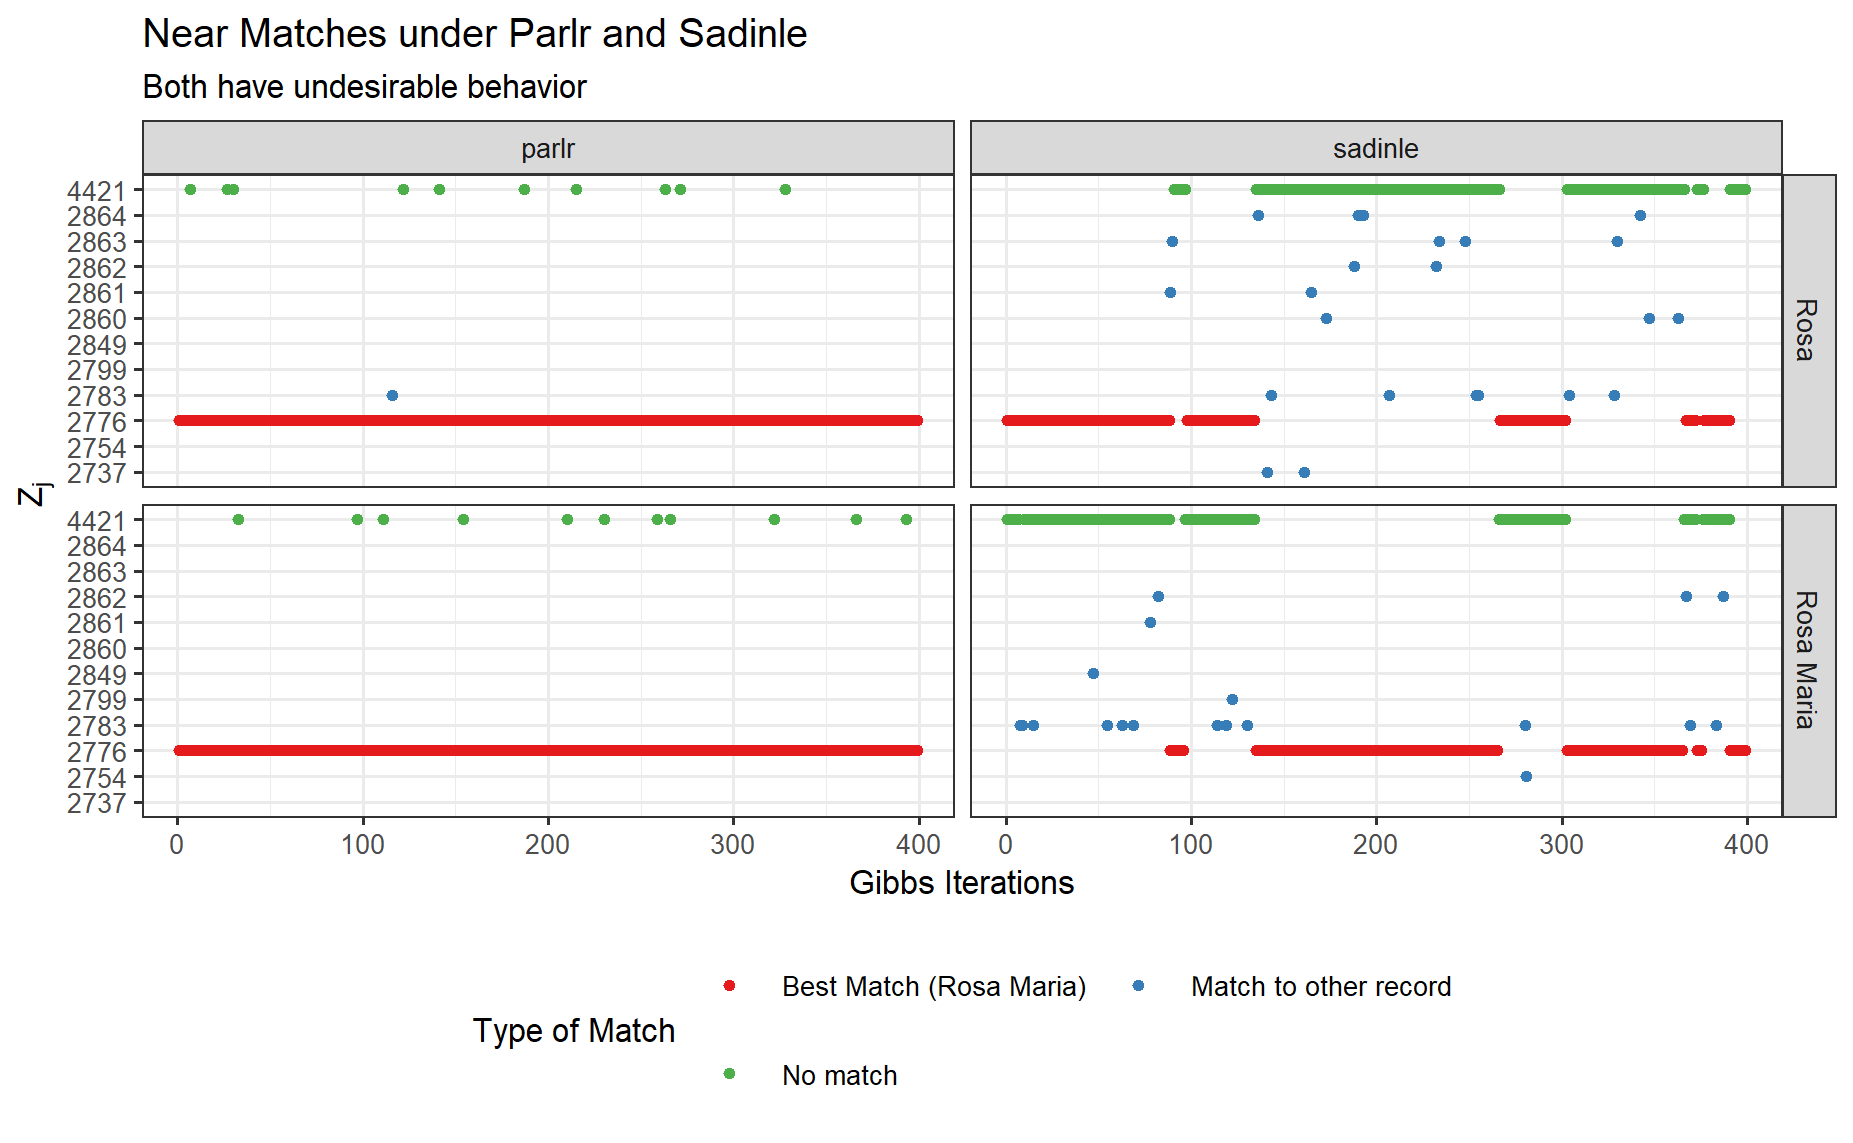 Near Matches under Parlr and Sadinle
Both have undesirable behavior
parlr
sadinle
4421
2864
2863
2862
2861
2860
2849
2799
2783
2776
2754
2737
Rosa
4421
2864
2863
2862
2861
2860
2849
2799
2783
2776
2754
2737
Rosa Maria
Zj
0 100 200 300 400
0 100 200 300 400
Gibbs Iterations
Type of Match
Best Match (Rosa Maria)
Match to other record
No match